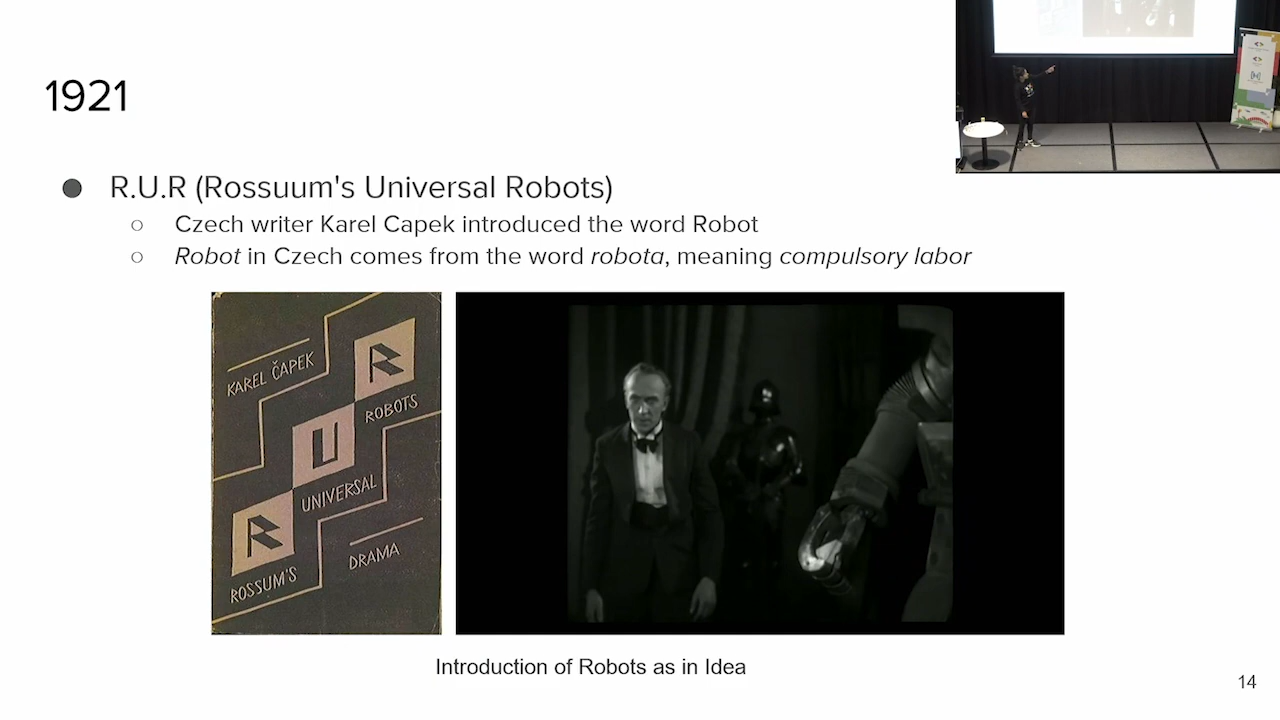 1921
R.U.R (Rossuum's Universal Robots)
Czech writer Karel Capek introduced the word Robot
Robot in Czech comes from the word robota, meaning compulsory labor
KAREL ČAPEK
R
ROBOTS
U
UNIVERSAL
R
ROSSUM'S
DRAMA
Introduction of Robots as in Idea
14